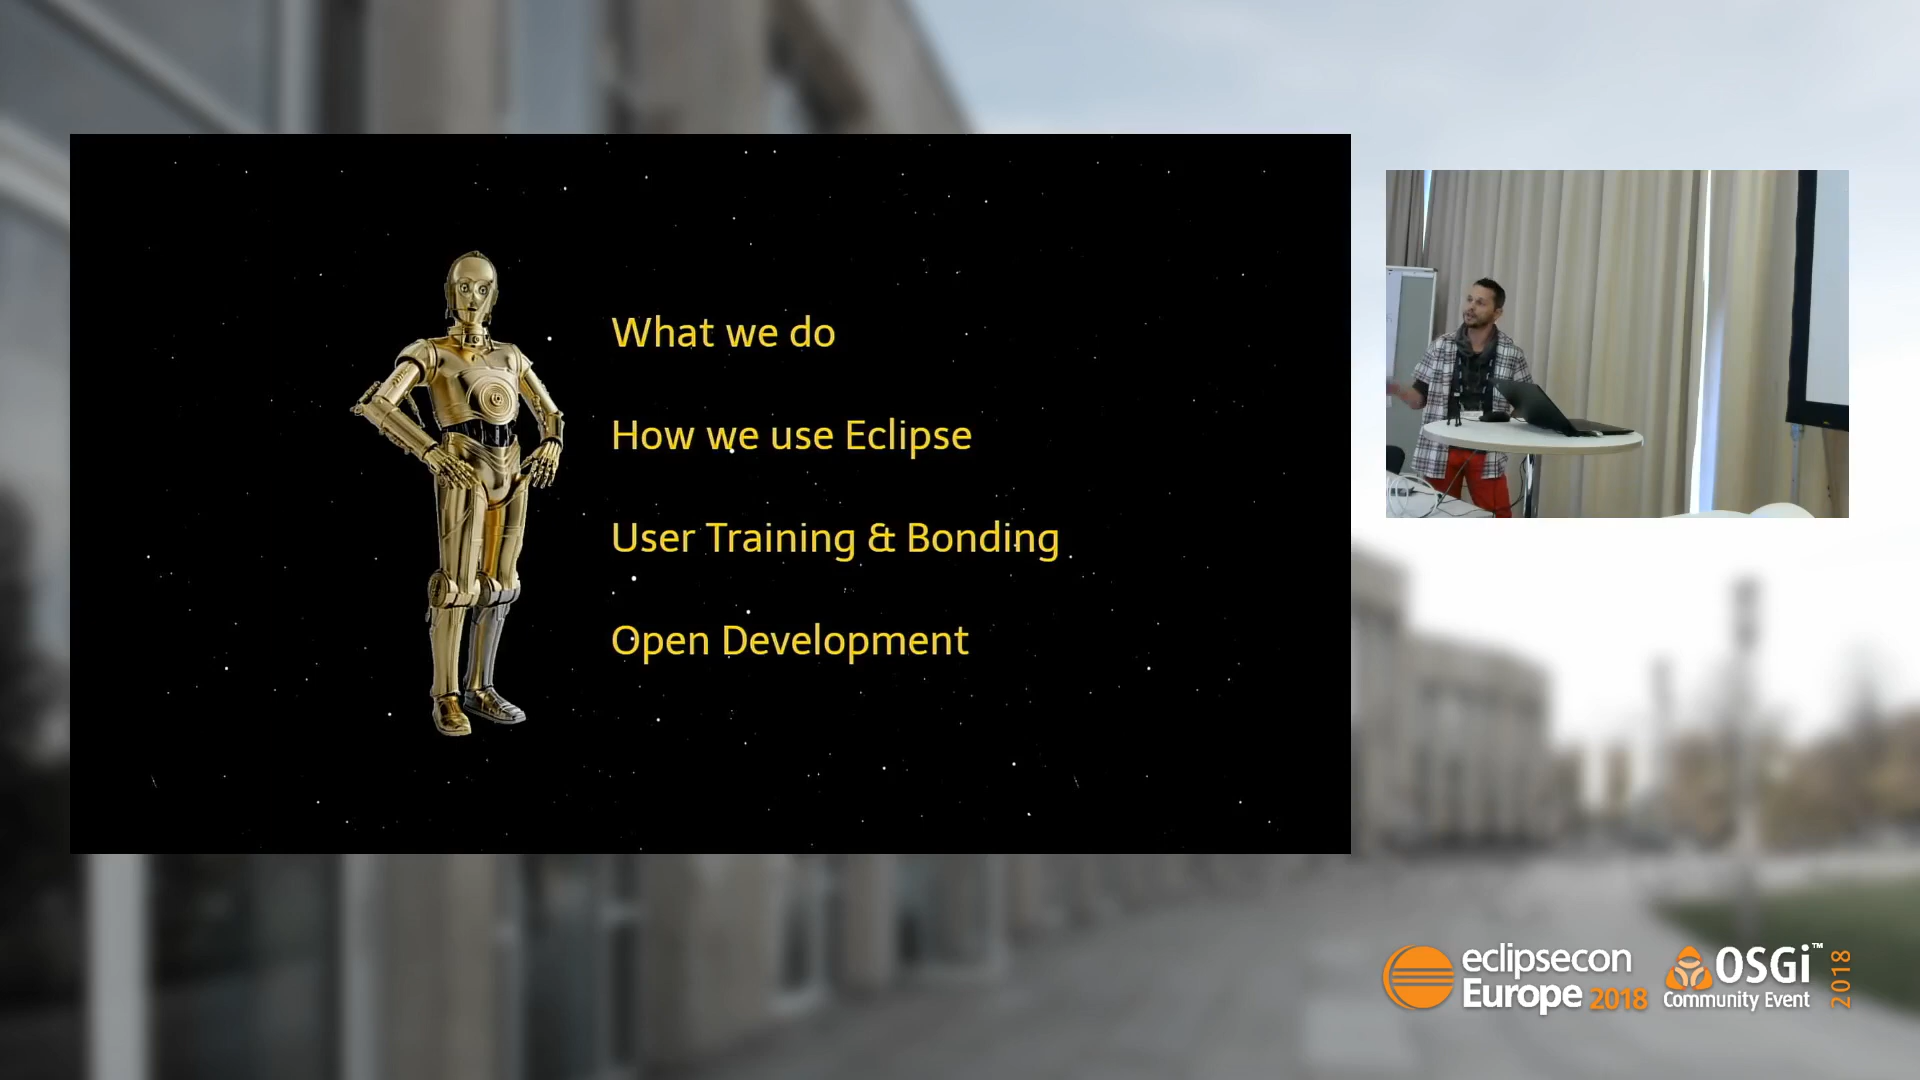 What we do
How we use Eclipse
User Training & Bonding
Open Development
eclipsecon
Europe 2018
OSGi™
Community Event
2018